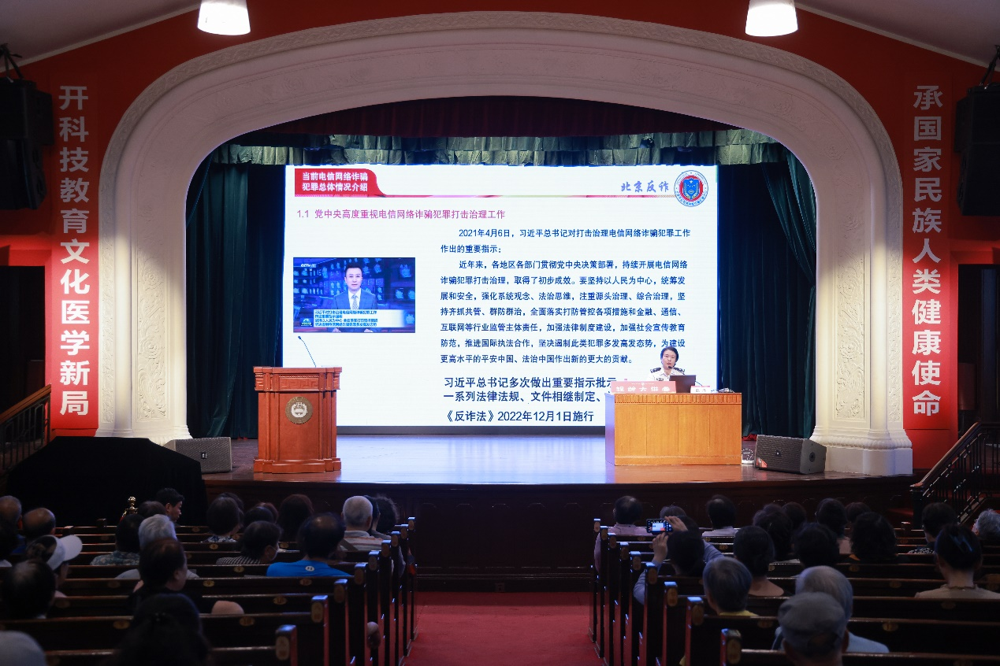 开科技教育文化医学新局
承国家民族人类健康使命
当前电信网络诈骗
犯罪总体情况介绍
北京反诈
1.1 党中央高度重视电信网络诈骗犯罪打击治理工作
2021年4月6日，习近平总书记对打击治理电信网络诈骗犯罪工作
作出的重要指示：
近年来，各地区各部门贯彻党中央决策部署，持续开展电信网络
诈骗犯罪打击治理，取得了初步成效。要坚持以人民为中心，统筹发
展和安全，强化系统观念、法治思维，注重源头治理、综合治理，坚
持齐抓共管、群防群治，全面落实打防管控各项措施和金融、通信、
互联网等行业监管主体责任，加强法律制度建设，加强社会宣传教育
防范，推进国际执法合作，坚决遏制此类犯罪多发高发态势，为建设
更高水平的平安中国、法治中国作出新的更大的贡献。
习近平总书记多次做出重要指示批示
一系列法律法规、文件相继制定、
《反诈法》2022年12月1日施行